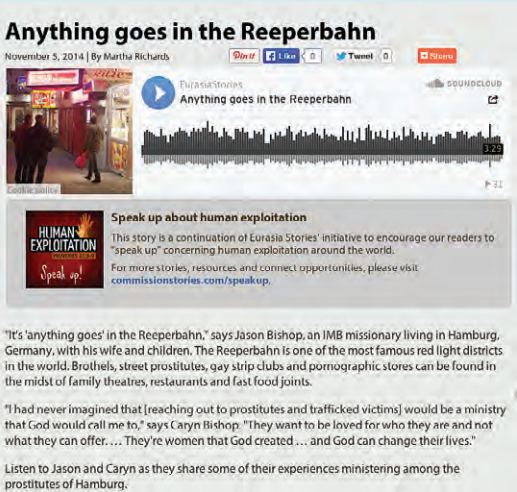 Anything goes in the Reeperbahn
November 5, 2014 | By Martha Richards
Pin it
Like 0
Tweet 0
Share
EurasiaStories
Anything goes in the Reeperbahn
SOUNDCLOUD
3:29
Cookie policy
31
Speak up about human exploitation
This story is a continuation of Eurasia Stories' initiative to encourage our readers to
"speak up" concerning human exploitation around the world.
For more stories, resources and connect opportunities, please visit
commissionstories.com/speakup.
HUMAN
EXPLOITATION
Speak up!
"It's 'anything goes' in the Reeperbahn," says Jason Bishop, an IMB missionary living in Hamburg,
Germany, with his wife and children. The Reeperbahn is one of the most famous red light districts
in the world. Brothels, street prostitutes, gay strip clubs and pornographic stores can be found in
the midst of family theatres, restaurants and fast food joints.
"I had never imagined that [reaching out to prostitutes and trafficked victims] would be a ministry
that God would call me to," says Caryn Bishop. "They want to be loved for who they are and not
what they can offer. ... They're women that God created ... and God can change their lives."
Listen to Jason and Caryn as they share some of their experiences ministering among the
prostitutes of Hamburg.